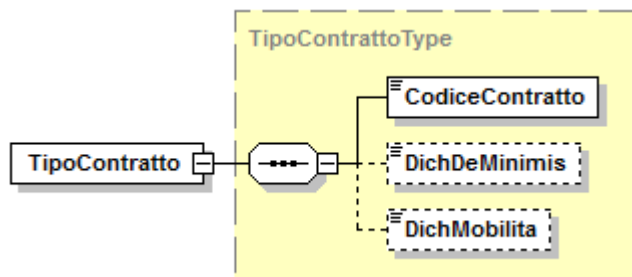 TipoContrattoType
CodiceContratto
TipoContratto
DichDeMinimis
DichMobilita